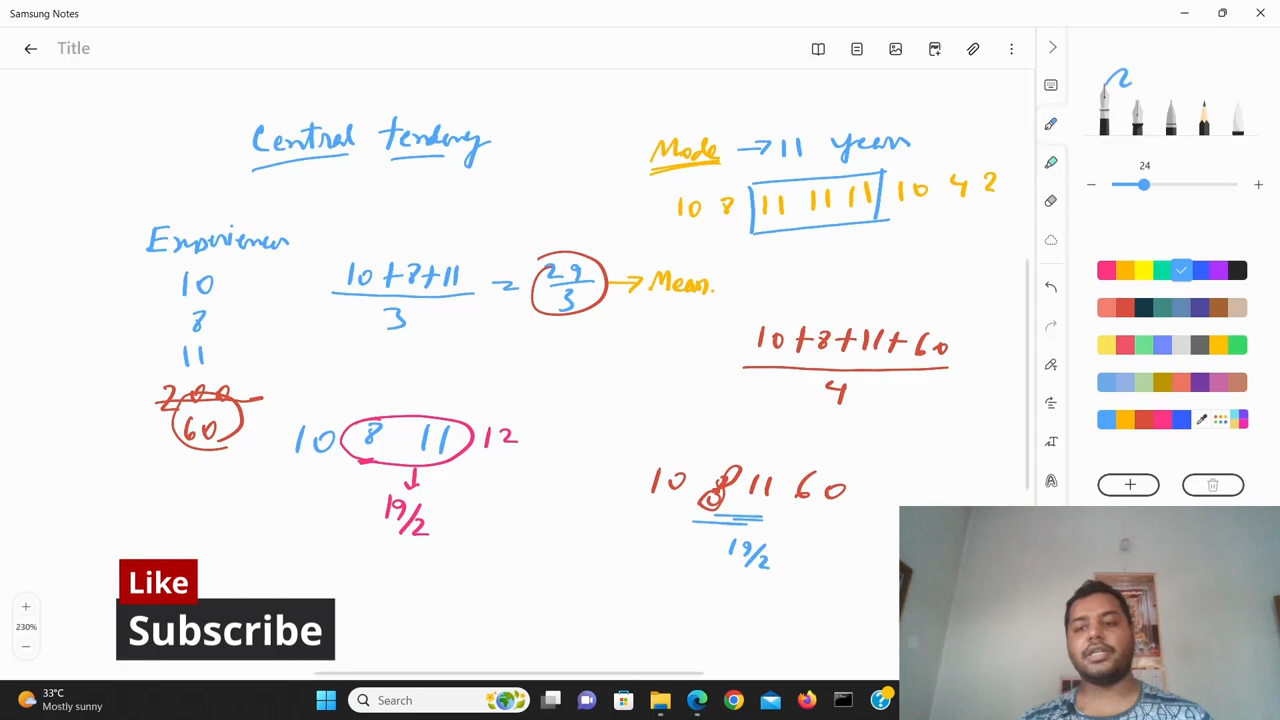 Samsung Notes
Title
Central tendency
Mode → 11 years
10 8 11 11 11 10 4 2
Experiences
10
8
11
200
60
10+8+11
3
= 29
3
→ Mean.
10+8+11+60
4
10 8 11 12
19/2
10 8 11 60
19/2
24
Like
Subscribe
230%
33°C
Mostly sunny
Search